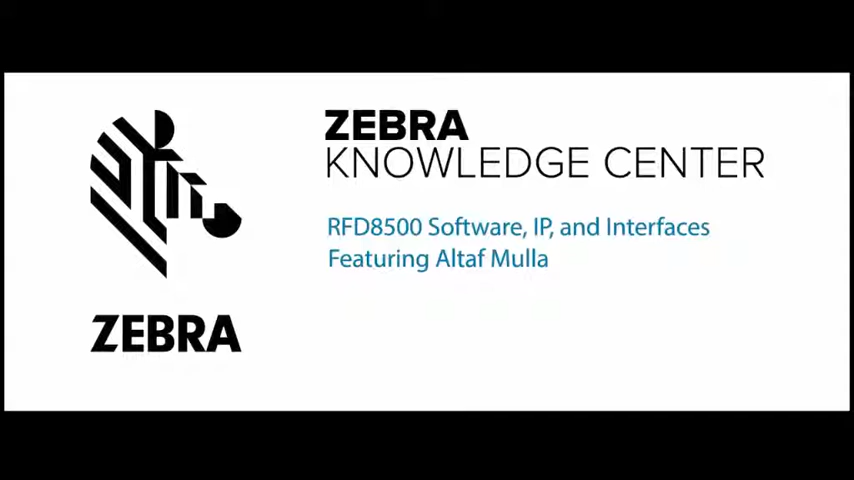 ZEBRA
KNOWLEDGE CENTER
RFD8500 Software, IP, and Interfaces
Featuring Altaf Mulla
ZEBRA